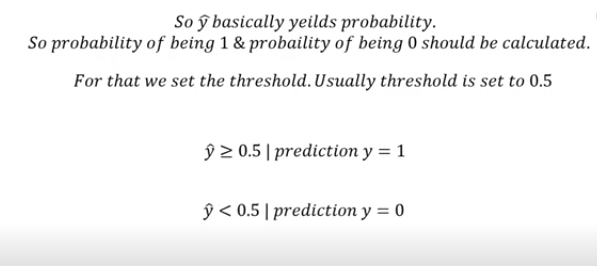 So ŷ basically yeilds probability.
So probability of being 1 & probaility of being 0 should be calculated.
For that we set the threshold. Usually threshold is set to 0.5
ŷ ≥ 0.5 | prediction y = 1
ŷ < 0.5 | prediction y = 0